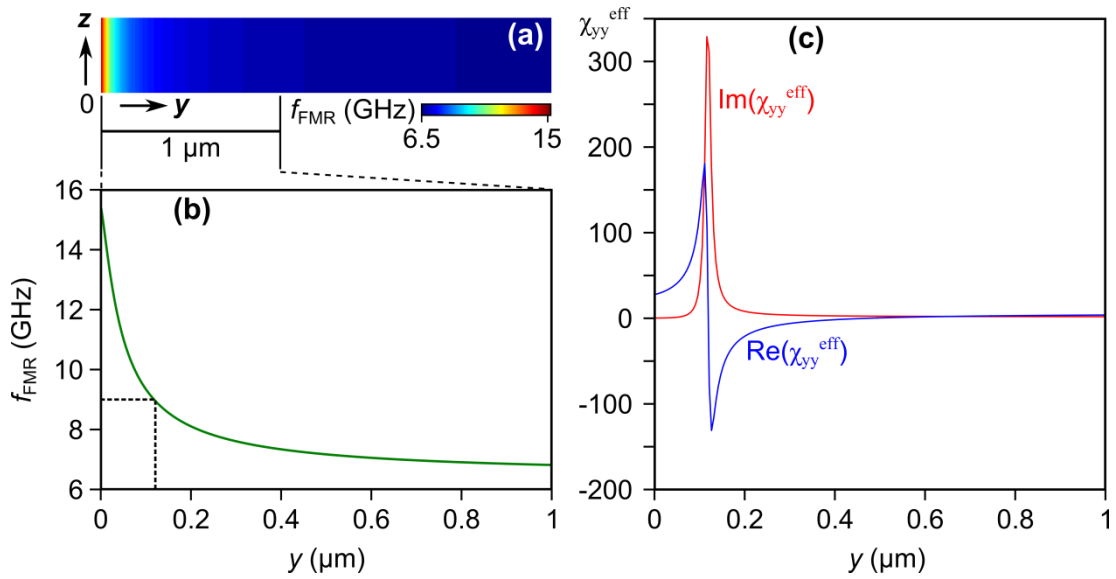 (a)
z
0
y
f_FMR (GHz)
6.5
15
1 µm
(b)
16
14
12
10
8
6
f_FMR (GHz)
0
0.2
0.4
0.6
0.8
1
y (µm)
χ_yy^eff
(c)
300
200
100
0
-100
-200
Im(χ_yy^eff)
Re(χ_yy^eff)
0
0.2
0.4
0.6
0.8
1
y (µm)